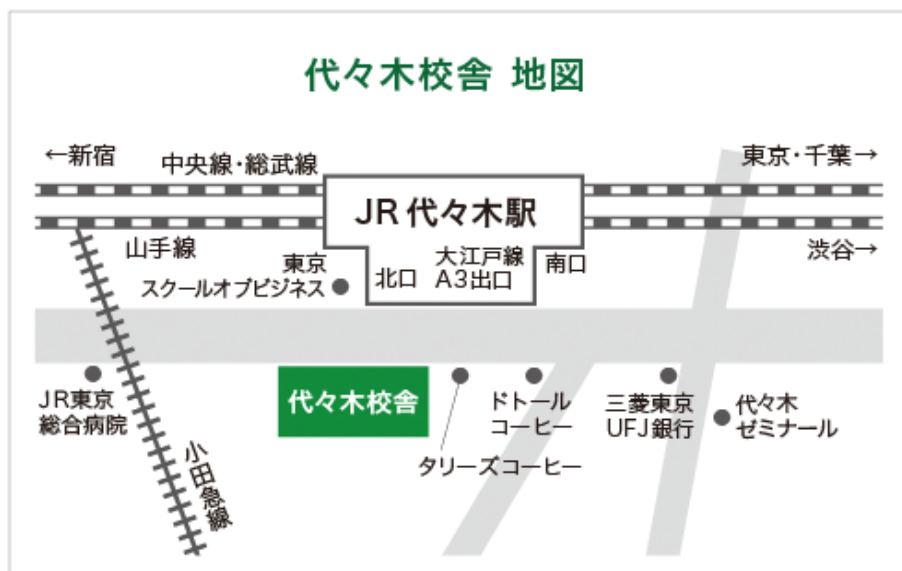 代々木校舎 地図
←新宿
中央線・総武線
東京・千葉→
JR代々木駅
山手線
渋谷→
東京
スクールオブビジネス
北口
大江戸線
A3出口
南口
JR東京
総合病院
代々木校舎
タリーズコーヒー
ドトール
コーヒー
三菱東京
UFJ銀行
代々木
ゼミナール
小田急線